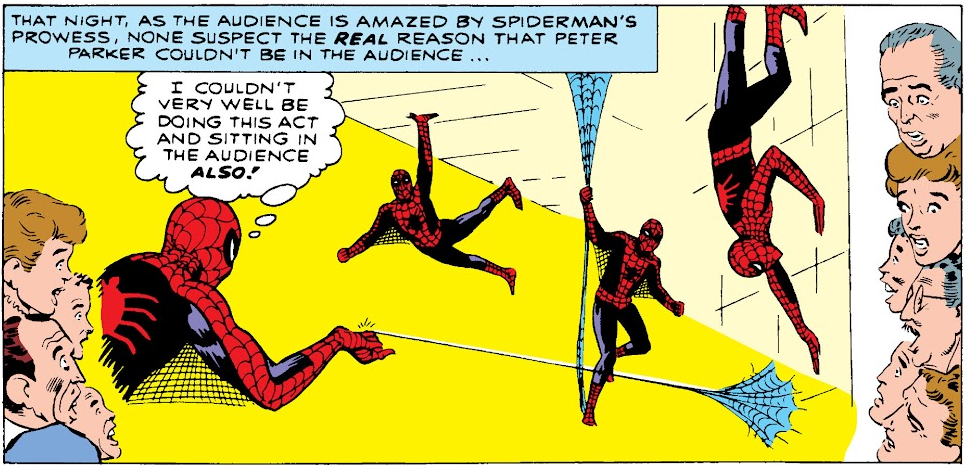 THAT NIGHT, AS THE AUDIENCE IS AMAZED BY SPIDERMAN'S
PROWESS, NONE SUSPECT THE REAL REASON THAT PETER
PARKER COULDN'T BE IN THE AUDIENCE ...
I COULDN'T
VERY WELL BE
DOING THIS ACT
AND SITTING IN
THE AUDIENCE
ALSO!